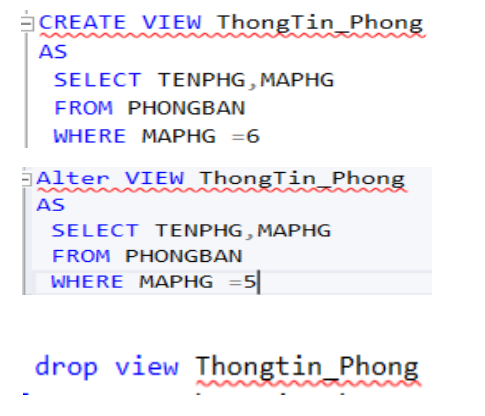 CREATE VIEW ThongTin_Phong
AS
SELECT TENPHG,MAPHG
FROM PHONGBAN
WHERE MAPHG =6
Alter VIEW ThongTin_Phong
AS
SELECT TENPHG,MAPHG
FROM PHONGBAN
WHERE MAPHG =5
drop view Thongtin_Phong